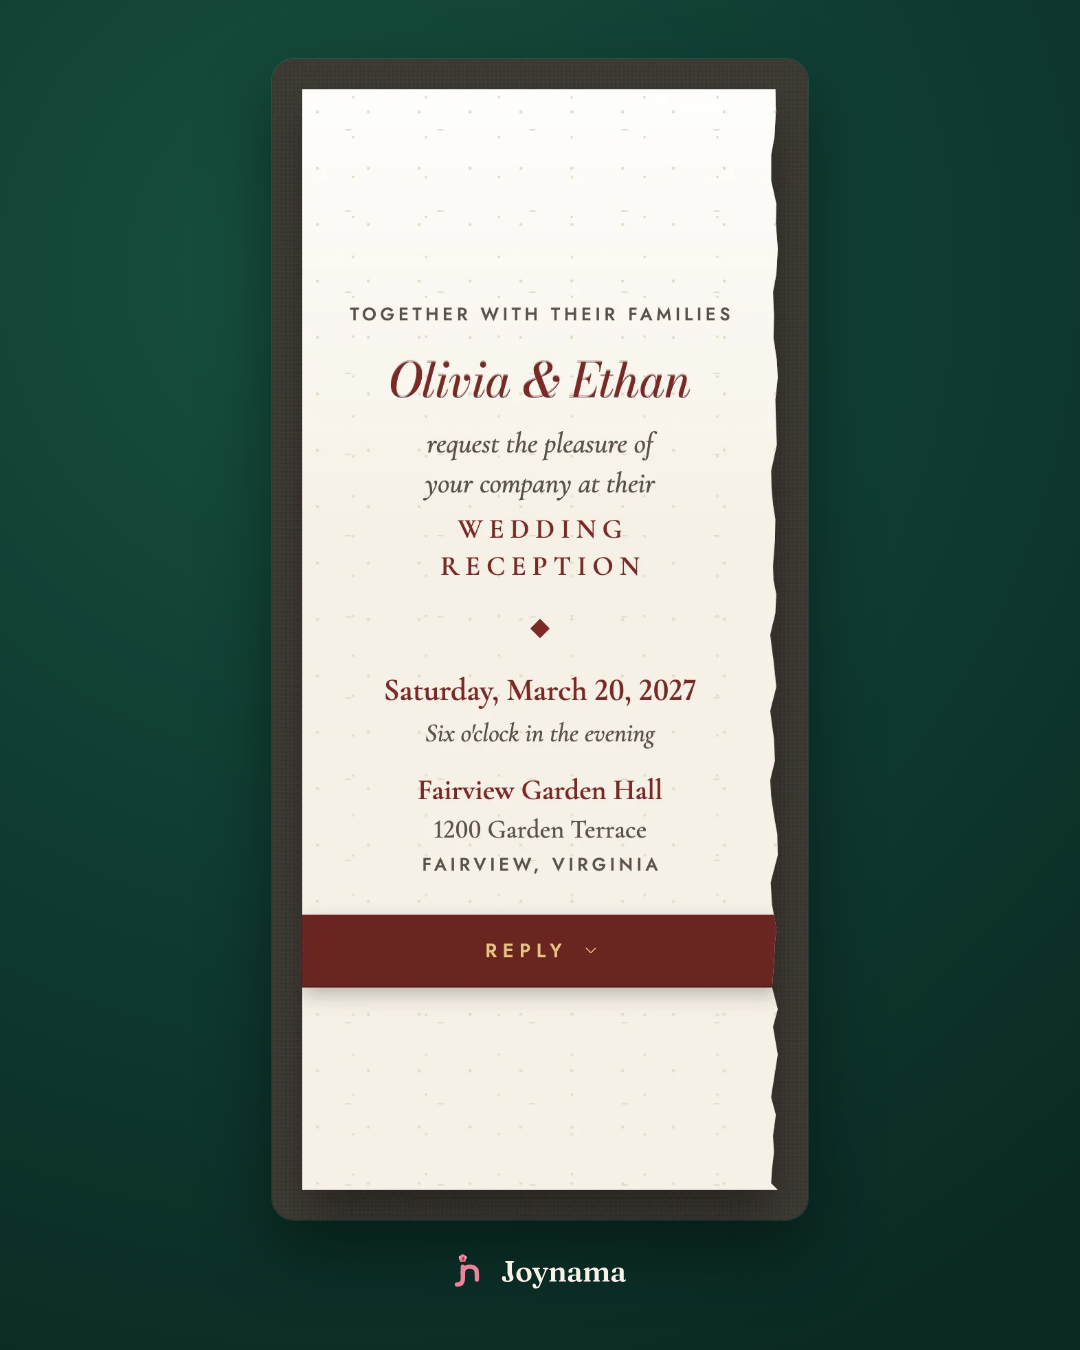 TOGETHER WITH THEIR FAMILIES
Olivia & Ethan
request the pleasure of
your company at their
WEDDING
RECEPTION
Saturday, March 20, 2027
Six o'clock in the evening
Fairview Garden Hall
1200 Garden Terrace
FAIRVIEW, VIRGINIA
REPLY
Joynama